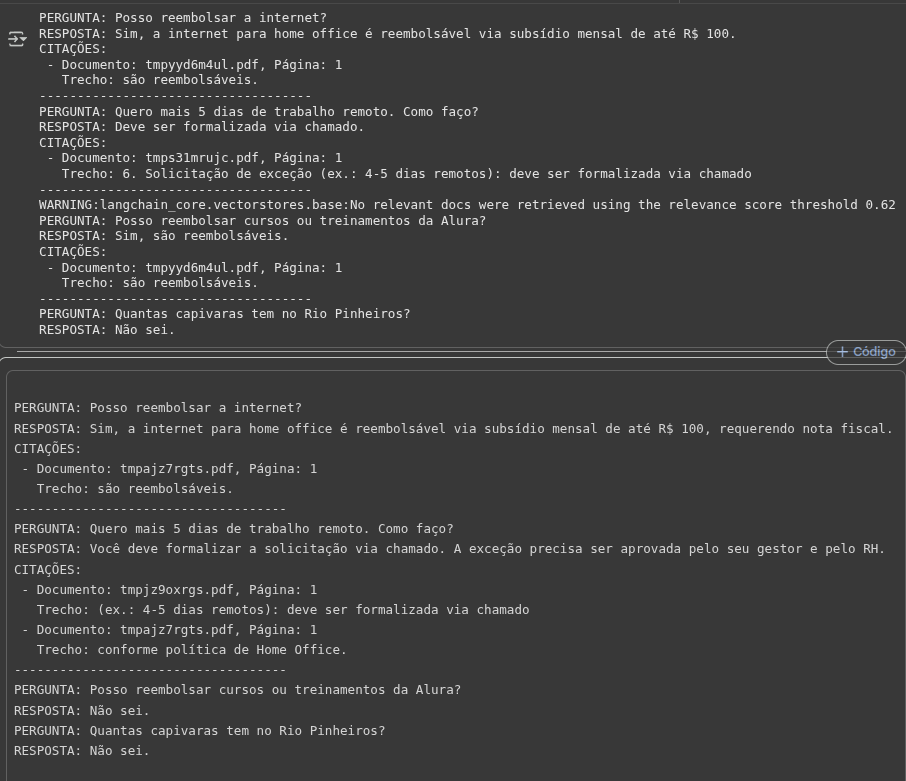 PERGUNTA: Posso reembolsar a internet?
RESPOSTA: Sim, a internet para home office é reembolsável via subsídio mensal de até R$ 100.
CITAÇÕES:
 - Documento: tmpyyd6m4ul.pdf, Página: 1
   Trecho: são reembolsáveis.
------------------------------------
PERGUNTA: Quero mais 5 dias de trabalho remoto. Como faço?
RESPOSTA: Deve ser formalizada via chamado.
CITAÇÕES:
 - Documento: tmps31mrujc.pdf, Página: 1
   Trecho: 6. Solicitação de exceção (ex.: 4-5 dias remotos): deve ser formalizada via chamado
------------------------------------
WARNING:langchain_core.vectorstores.base:No relevant docs were retrieved using the relevance score threshold 0.62
PERGUNTA: Posso reembolsar cursos ou treinamentos da Alura?
RESPOSTA: Sim, são reembolsáveis.
CITAÇÕES:
 - Documento: tmpyyd6m4ul.pdf, Página: 1
   Trecho: são reembolsáveis.
------------------------------------
PERGUNTA: Quantas capivaras tem no Rio Pinheiros?
RESPOSTA: Não sei.
+ Código
PERGUNTA: Posso reembolsar a internet?
RESPOSTA: Sim, a internet para home office é reembolsável via subsídio mensal de até R$ 100, requerendo nota fiscal.
CITAÇÕES:
 - Documento: tmpajz7rgts.pdf, Página: 1
   Trecho: são reembolsáveis.
------------------------------------
PERGUNTA: Quero mais 5 dias de trabalho remoto. Como faço?
RESPOSTA: Você deve formalizar a solicitação via chamado. A exceção precisa ser aprovada pelo seu gestor e pelo RH.
CITAÇÕES:
 - Documento: tmpjz9oxrgs.pdf, Página: 1
   Trecho: (ex.: 4-5 dias remotos): deve ser formalizada via chamado
 - Documento: tmpajz7rgts.pdf, Página: 1
   Trecho: conforme política de Home Office.
------------------------------------
PERGUNTA: Posso reembolsar cursos ou treinamentos da Alura?
RESPOSTA: Não sei.
PERGUNTA: Quantas capivaras tem no Rio Pinheiros?
RESPOSTA: Não sei.